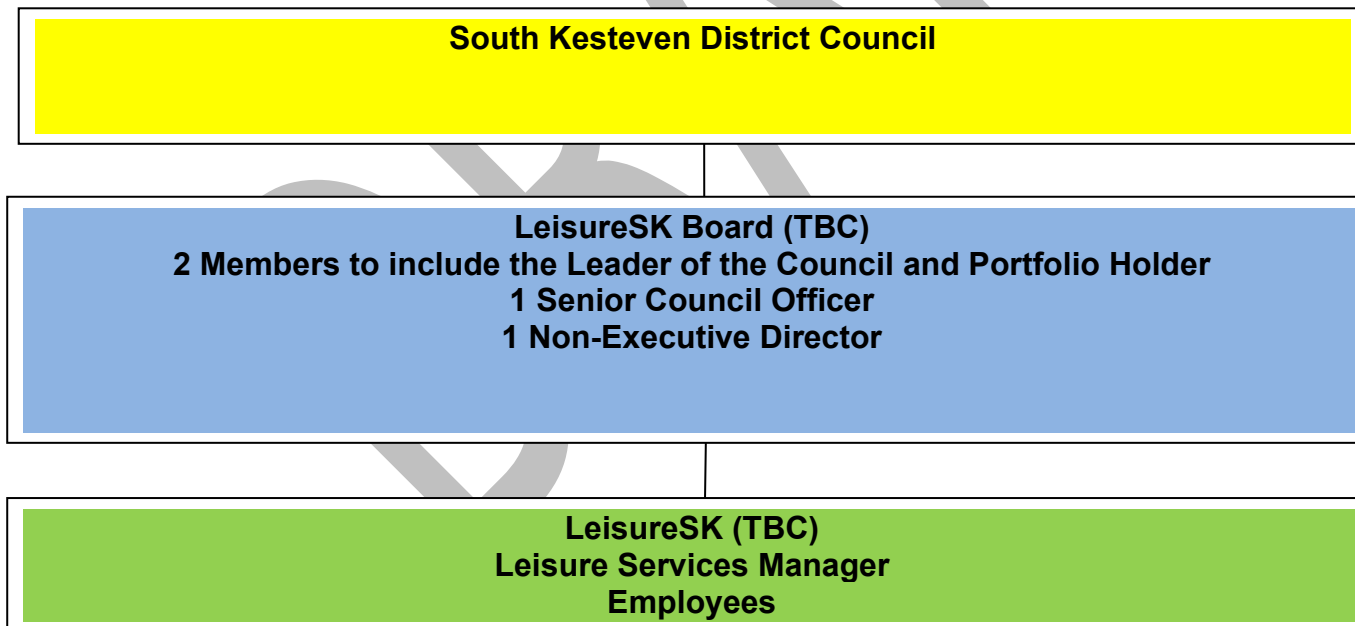 South Kesteven District Council
LeisureSK Board (TBC)
2 Members to include the Leader of the Council and Portfolio Holder
1 Senior Council Officer
1 Non-Executive Director
LeisureSK (TBC)
Leisure Services Manager
Employees